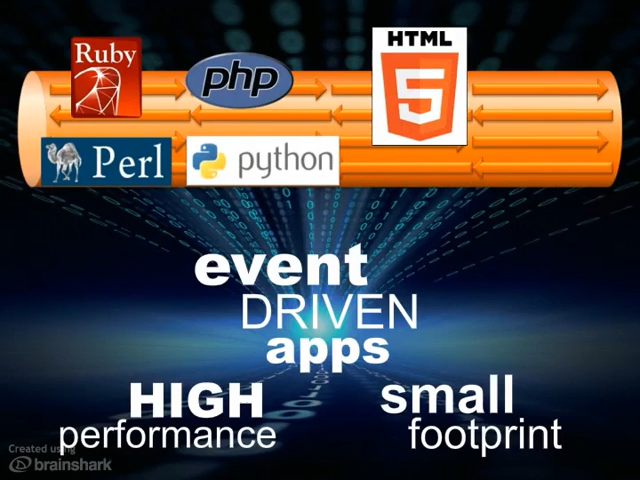 Ruby
php
HTML
5
Perl
python
event
DRIVEN
apps
HIGH
performance
small
footprint
Created using
brainshark